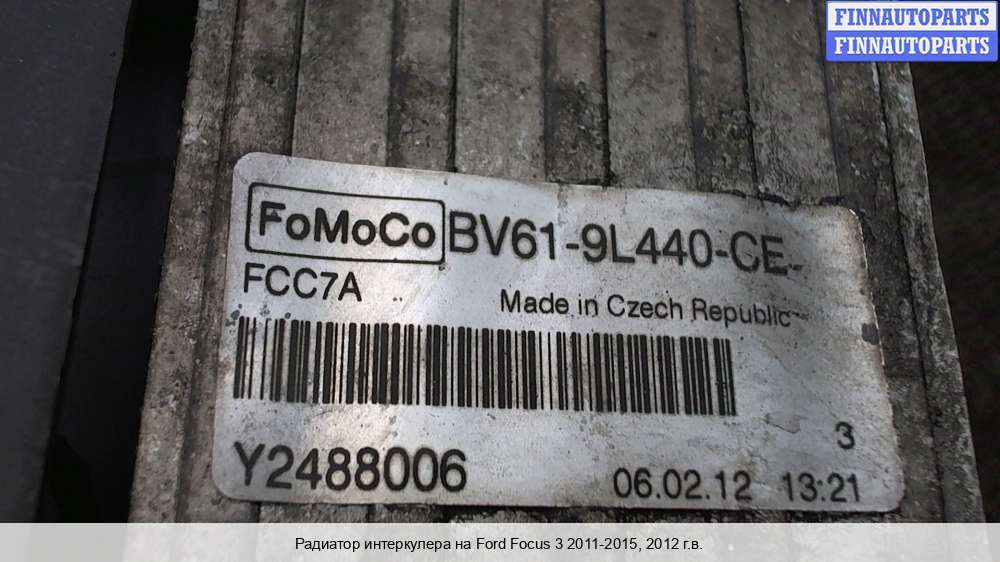 FINNAUTOPARTS
FINNAUTOPARTS
FoMoCo BV61-9L440-CE
FCC7A
Made in Czech Republic
3
Y2488006
06.02.12 13:21
Радиатор интеркулера на Ford Focus 3 2011-2015, 2012 г.в.